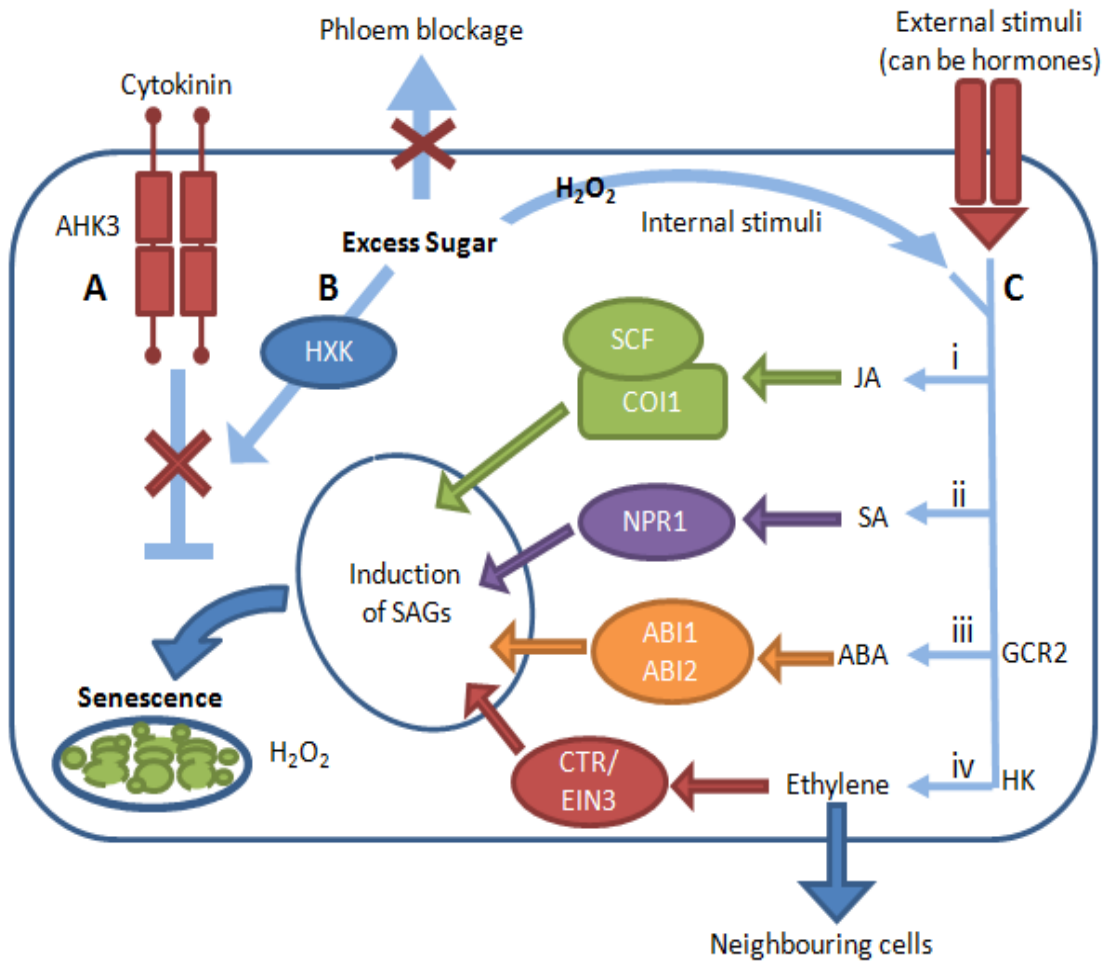 Phloem blockage
External stimuli
(can be hormones)
Cytokinin
H₂O₂
Internal stimuli
AHK3
Excess Sugar
A
B
C
HXK
SCF
COI1
JA
i
NPR1
SA
ii
Induction
of SAGs
ABI1
ABI2
ABA
iii
GCR2
Senescence
H₂O₂
CTR/
EIN3
Ethylene
iv
HK
Neighbouring cells